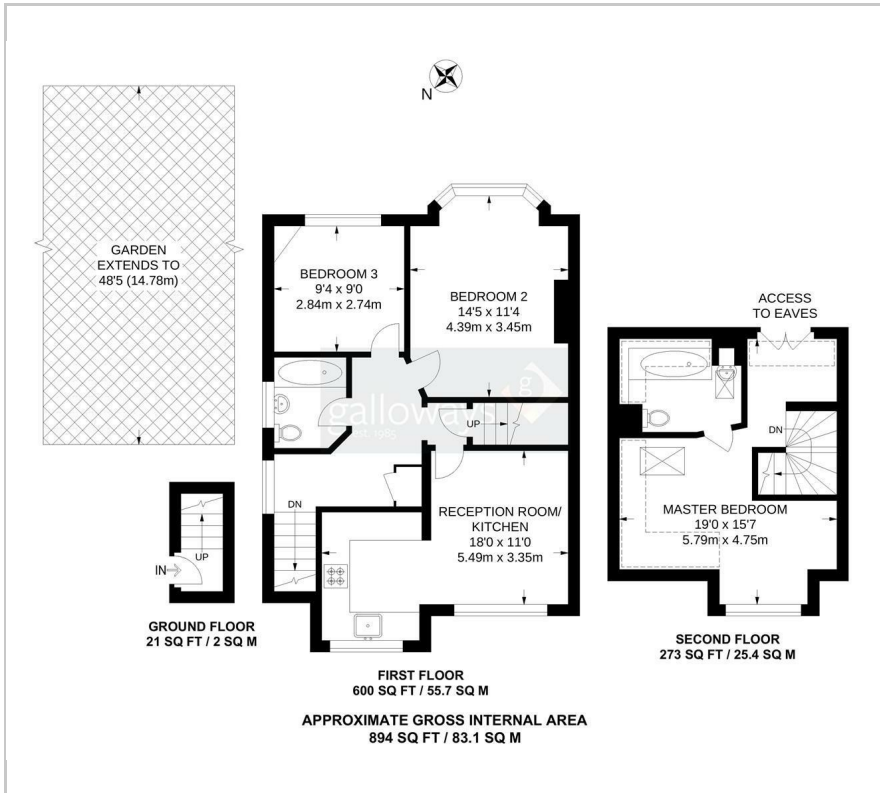 N
GARDEN
EXTENDS TO
48'5 (14.78m)
BEDROOM 3
9'4 x 9'0
2.84m x 2.74m
BEDROOM 2
14'5 x 11'4
4.39m x 3.45m
ACCESS
TO EAVES
galloways
est. 1985
g
UP
DN
DN
RECEPTION ROOM/
KITCHEN
18'0 x 11'0
5.49m x 3.35m
MASTER BEDROOM
19'0 x 15'7
5.79m x 4.75m
UP
IN
GROUND FLOOR
21 SQ FT / 2 SQ M
SECOND FLOOR
273 SQ FT / 25.4 SQ M
FIRST FLOOR
600 SQ FT / 55.7 SQ M
APPROXIMATE GROSS INTERNAL AREA
894 SQ FT / 83.1 SQ M